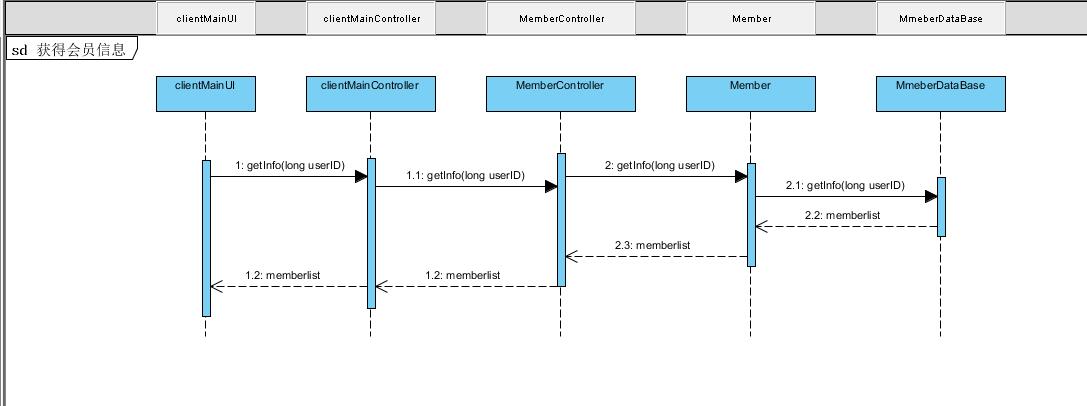 clientMainUI
clientMainController
MemberController
Member
MmeberDataBase
sd 获得会员信息
clientMainUI
clientMainController
MemberController
Member
MmeberDataBase
1: getInfo(long userID)
1.1: getInfo(long userID)
2: getInfo(long userID)
2.1: getInfo(long userID)
2.2: memberlist
2.3: memberlist
1.2: memberlist
1.2: memberlist